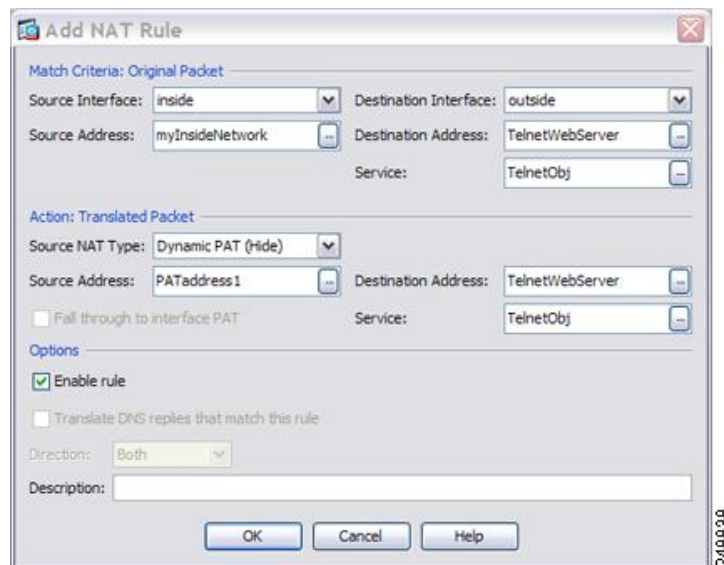 Add NAT Rule
Match Criteria: Original Packet
Source Interface: inside Destination Interface: outside
Source Address: myInsideNetwork ... Destination Address: TelnetWebServer ...
Service: TelnetObj ...
Action: Translated Packet
Source NAT Type: Dynamic PAT (Hide)
Source Address: PATaddress1 ... Destination Address: TelnetWebServer ...
Fall through to interface PAT Service: TelnetObj ...
Options
Enable rule
Translate DNS replies that match this rule
Direction: Both
Description:
OK Cancel Help